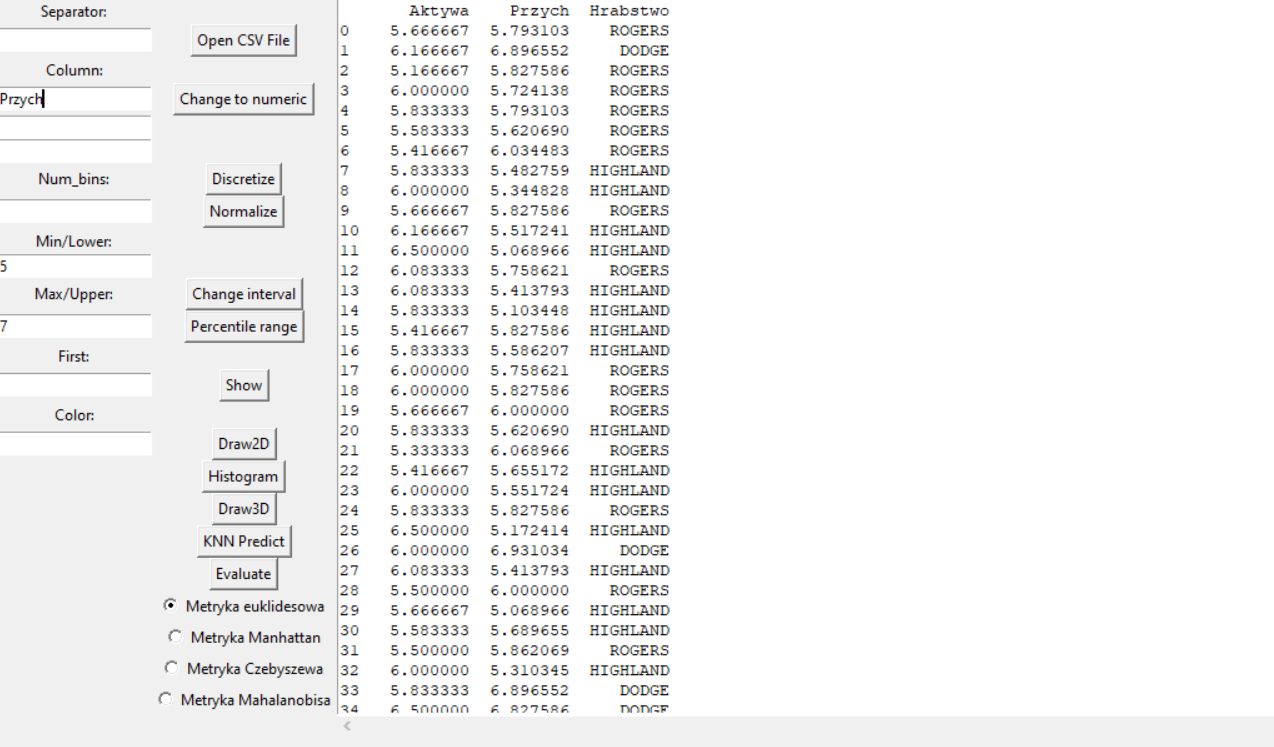 Separator:
Open CSV File
Column:
Przych
Change to numeric
Num_bins:
Discretize
Normalize
Min/Lower:
5
Change interval
Max/Upper:
7
Percentile range
First:
Show
Color:
Draw2D
Histogram
Draw3D
KNN Predict
Evaluate
Metryka euklidesowa
Metryka Manhattan
Metryka Czebyszewa
Metryka Mahalanobisa
Aktywa Przych Hrabstwo
0 5.666667 5.793103 ROGERS
1 6.166667 6.896552 DODGE
2 5.166667 5.827586 ROGERS
3 6.000000 5.724138 ROGERS
4 5.833333 5.793103 ROGERS
5 5.583333 5.620690 ROGERS
6 5.416667 6.034483 ROGERS
7 5.833333 5.482759 HIGHLAND
8 6.000000 5.344828 HIGHLAND
9 5.666667 5.827586 ROGERS
10 6.166667 5.517241 HIGHLAND
11 6.500000 5.068966 HIGHLAND
12 6.083333 5.758621 ROGERS
13 6.083333 5.413793 HIGHLAND
14 5.833333 5.103448 HIGHLAND
15 5.416667 5.827586 HIGHLAND
16 5.833333 5.586207 HIGHLAND
17 6.000000 5.758621 ROGERS
18 6.000000 5.827586 ROGERS
19 5.666667 6.000000 ROGERS
20 5.833333 5.620690 HIGHLAND
21 5.333333 6.068966 ROGERS
22 5.416667 5.655172 HIGHLAND
23 6.000000 5.551724 HIGHLAND
24 5.833333 5.827586 ROGERS
25 6.500000 5.172414 HIGHLAND
26 6.000000 6.931034 DODGE
27 6.083333 5.413793 HIGHLAND
28 5.500000 6.000000 ROGERS
29 5.666667 5.068966 HIGHLAND
30 5.583333 5.689655 HIGHLAND
31 5.500000 5.862069 ROGERS
32 6.000000 5.310345 HIGHLAND
33 5.833333 6.896552 DODGE
34 6.500000 6.827586 DODGE